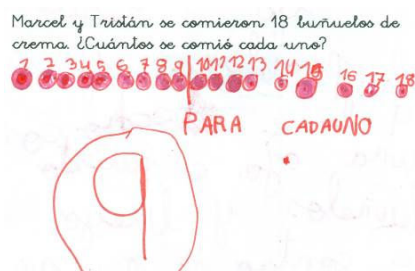 Marcel y Tristán se comieron 18 buñuelos de
crema. ¿Cuántos se comió cada uno?
1 2 3 4 5 6 7 8 9 10 11 12 13 14 15 16 17 18
PARA CADAUNO
9